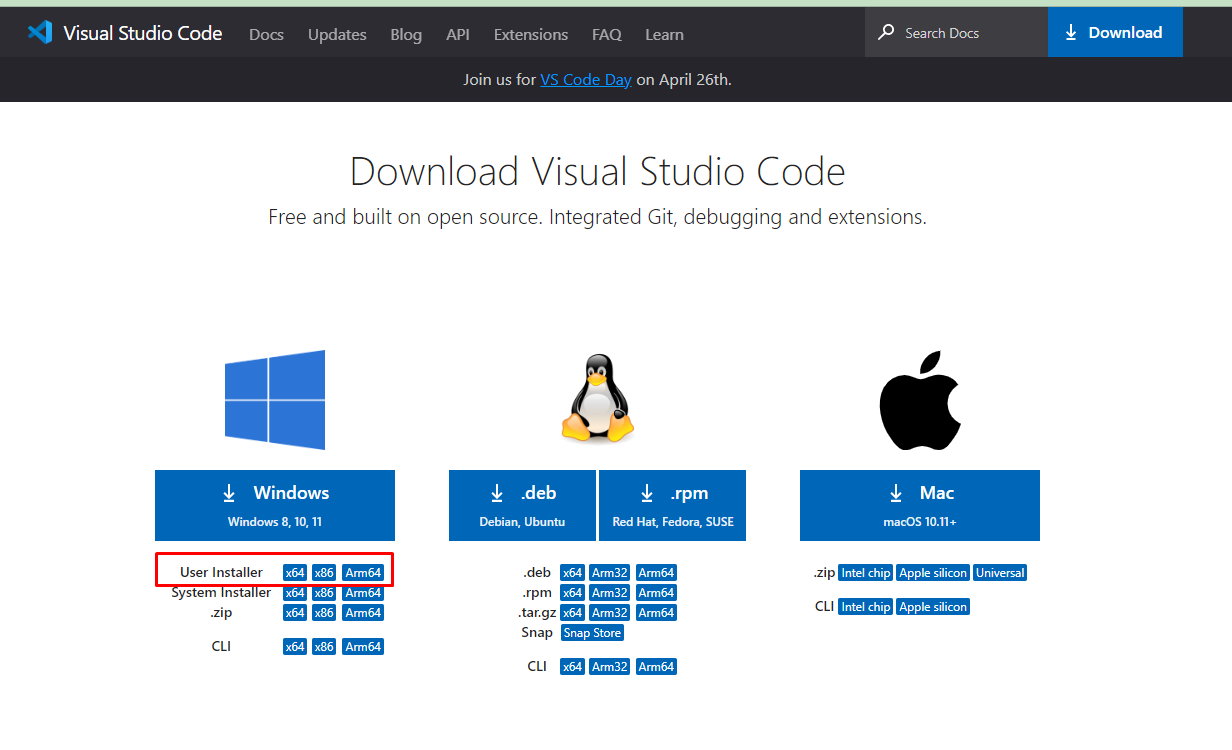 Visual Studio Code Docs Updates Blog API Extensions FAQ Learn Search Docs Download
Join us for VS Code Day on April 26th.
Download Visual Studio Code
Free and built on open source. Integrated Git, debugging and extensions.
Windows
Windows 8, 10, 11
User Installer x64 x86 Arm64
System Installer x64 x86 Arm64
.zip x64 x86 Arm64
CLI x64 x86 Arm64
.deb
Debian, Ubuntu
.rpm
Red Hat, Fedora, SUSE
.deb x64 Arm32 Arm64
.rpm x64 Arm32 Arm64
.tar.gz x64 Arm32 Arm64
Snap Snap Store
CLI x64 Arm32 Arm64
Mac
macOS 10.11+
.zip Intel chip Apple silicon Universal
CLI Intel chip Apple silicon